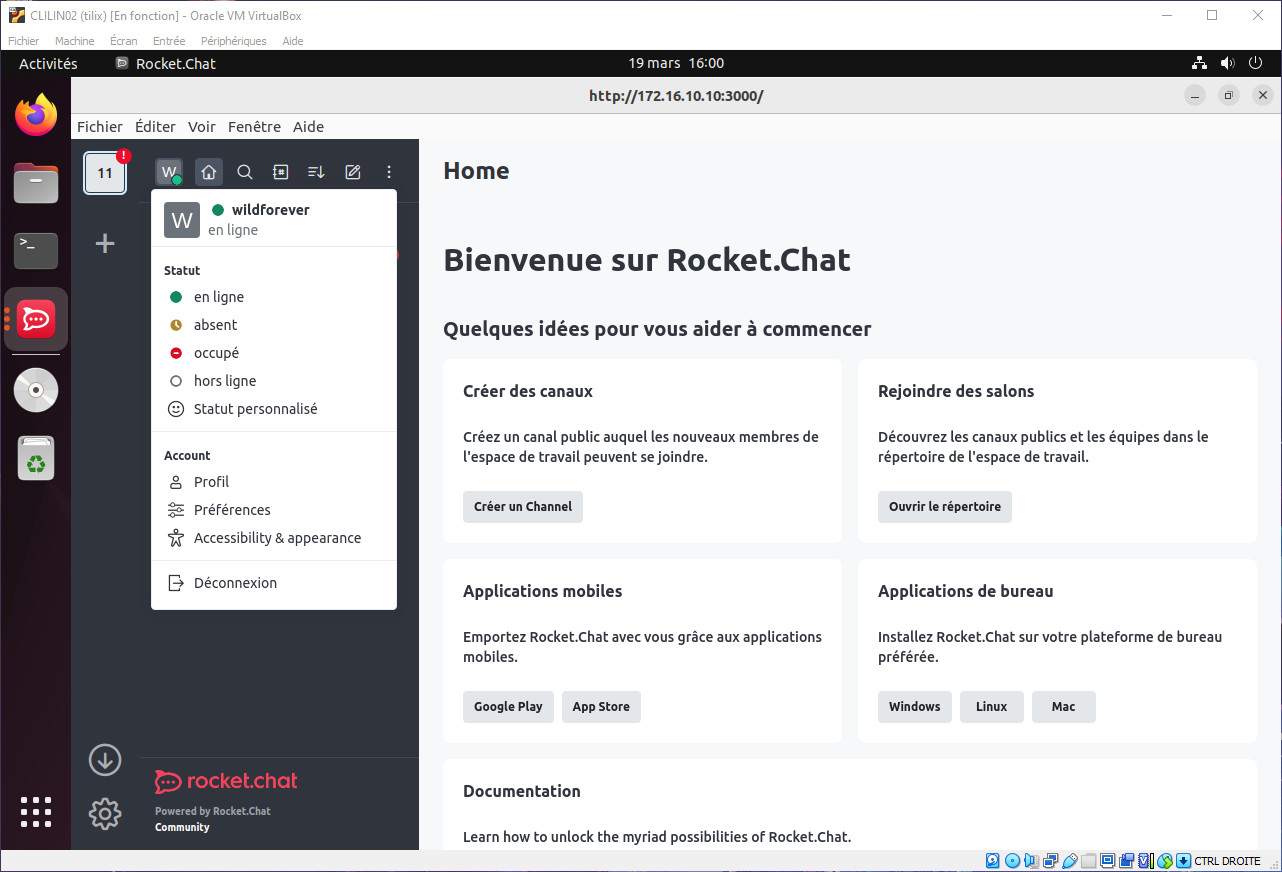 CLILIN02 (tilix) [En fonction] - Oracle VM VirtualBox
Fichier Machine Écran Entrée Périphériques Aide
Activités Rocket.Chat 19 mars 16:00
http://172.16.10.10:3000/
Fichier Éditer Voir Fenêtre Aide
11
!
W
W
wildforever
en ligne
Statut
en ligne
absent
occupé
hors ligne
Statut personnalisé
Account
Profil
Préférences
Accessibility & appearance
Déconnexion
rocket.chat
Powered by Rocket.Chat
Community
Home
Bienvenue sur Rocket.Chat
Quelques idées pour vous aider à commencer
Créer des canaux
Créez un canal public auquel les nouveaux membres de
l'espace de travail peuvent se joindre.
Créer un Channel
Rejoindre des salons
Découvrez les canaux publics et les équipes dans le
répertoire de l'espace de travail.
Ouvrir le répertoire
Applications mobiles
Emportez Rocket.Chat avec vous grâce aux applications
mobiles.
Google Play App Store
Applications de bureau
Installez Rocket.Chat sur votre plateforme de bureau
préférée.
Windows Linux Mac
Documentation
Learn how to unlock the myriad possibilities of Rocket.Chat.
CTRL DROITE